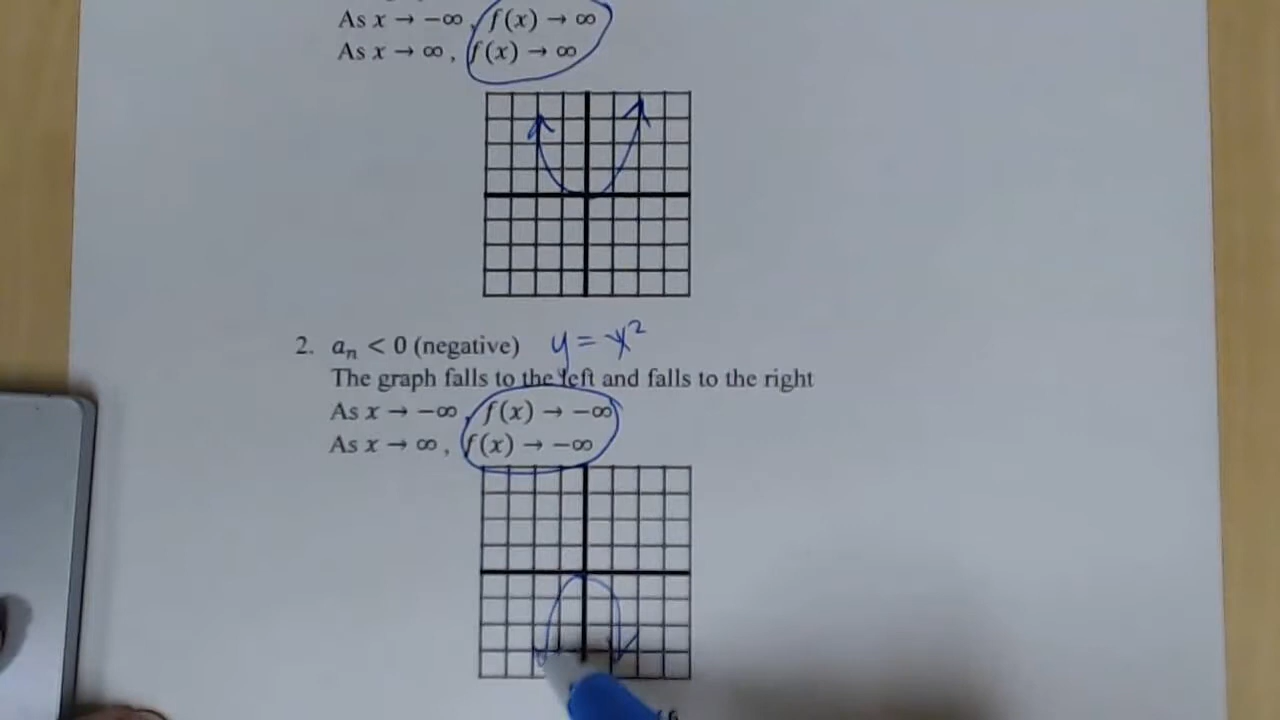 As x → −∞, f(x) → ∞
As x → ∞, f(x) → ∞
2. aₙ < 0 (negative) y = -x²
The graph falls to the left and falls to the right
As x → −∞, f(x) → −∞
As x → ∞, f(x) → −∞